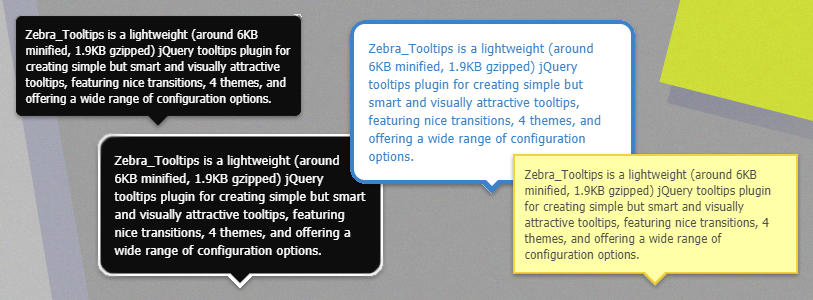 Zebra_Tooltips is a lightweight (around 6KB
minified, 1.9KB gzipped) jQuery tooltips plugin for
creating simple but smart and visually attractive
tooltips, featuring nice transitions, 4 themes, and
offering a wide range of configuration options.
Zebra_Tooltips is a lightweight (around
6KB minified, 1.9KB gzipped) jQuery
tooltips plugin for creating simple but
smart and visually attractive tooltips,
featuring nice transitions, 4 themes, and
offering a wide range of configuration
options.
Zebra_Tooltips is a lightweight (around
6KB minified, 1.9KB gzipped) jQuery
tooltips plugin for creating simple but smart
and visually attractive tooltips, featuring
nice transitions, 4 themes, and offering a
wide range of configuration options.
Zebra_Tooltips is a lightweight (around 6KB
minified, 1.9KB gzipped) jQuery tooltips plugin
for creating simple but smart and visually
attractive tooltips, featuring nice transitions, 4
themes, and offering a wide range of
configuration options.